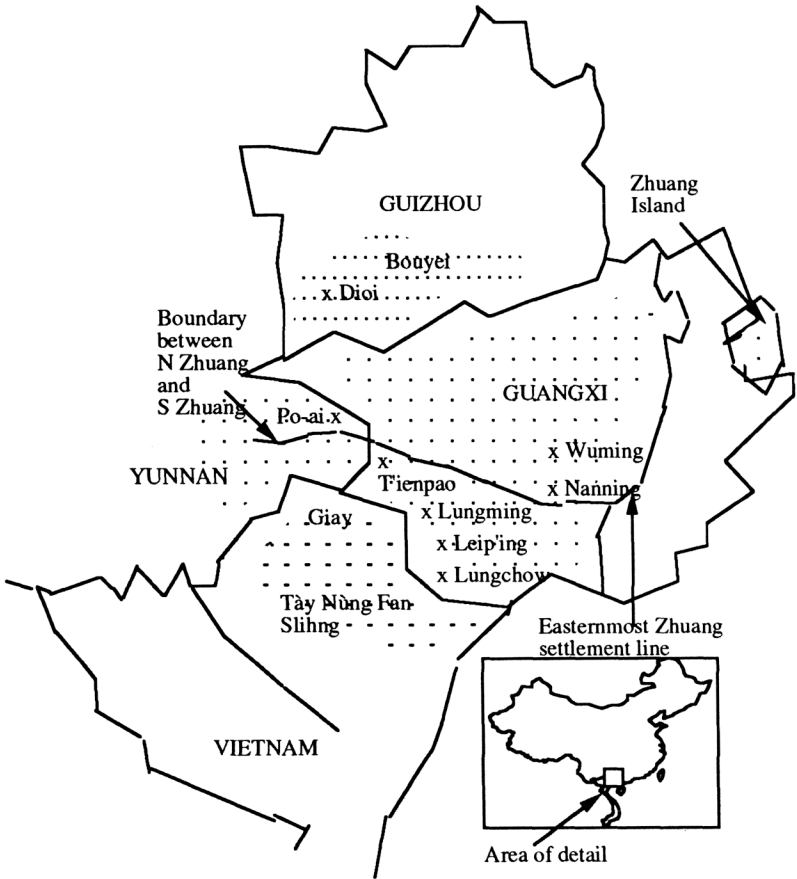 Zhuang
Island
GUIZHOU
Bouyei
x Dioi
Boundary
between
N Zhuang
and
S Zhuang
GUANGXI
Po-ai x
x Wuming
YUNNAN
x
Tienpao
x Nanning
x Lungming
Giay
x Leip'ing
x Lungchow
Tày Nùng Fan
Slihng
Easternmost Zhuang
settlement line
VIETNAM
Area of detail